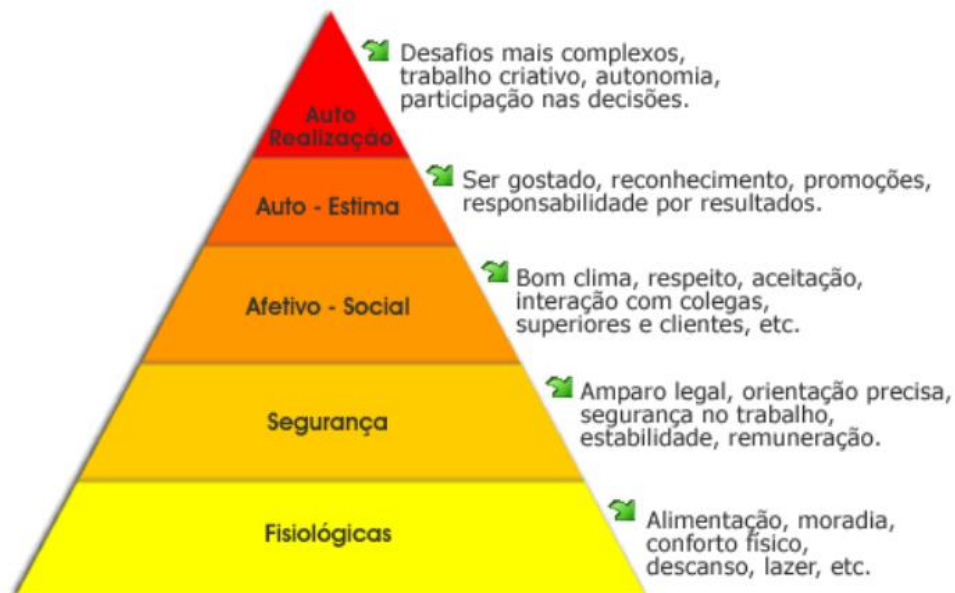 Desafios mais complexos,
trabalho criativo, autonomia,
participação nas decisões.
Auto
Realização
Ser gostado, reconhecimento, promoções,
responsabilidade por resultados.
Auto - Estima
Bom clima, respeito, aceitação,
interação com colegas,
superiores e clientes, etc.
Afetivo - Social
Amparo legal, orientação precisa,
segurança no trabalho,
estabilidade, remuneração.
Segurança
Alimentação, moradia,
conforto físico,
descanso, lazer, etc.
Fisiológicas